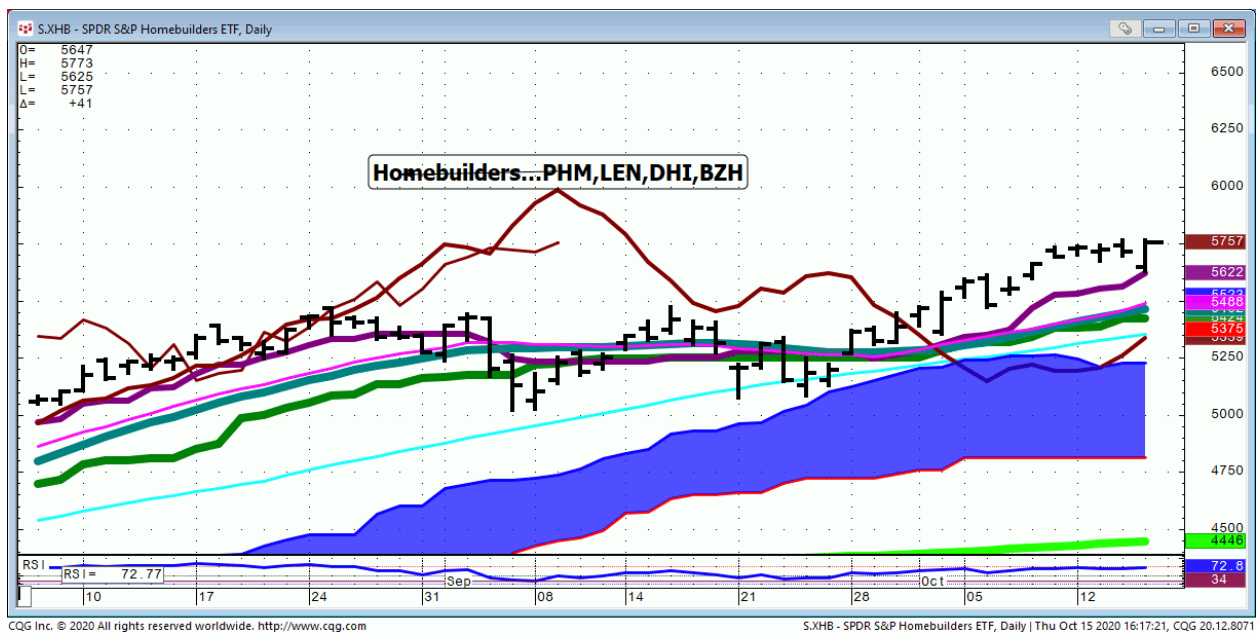 S.XHB - SPDR S&P Homebuilders ETF, Daily
O= 5647
H= 5773
L= 5625
L= 5757
Δ= +41
Homebuilders...PHM,LEN,DHI,BZH
6500
6250
6000
5757
5622
5488
5375
5250
5000
4750
4500
4446
RSI
RSI= 72.77
72.8
34
Sep
Oct
10
17
24
31
08
14
21
28
05
12
CQG Inc. © 2020 All rights reserved worldwide. http://www.cqg.com
S.XHB - SPDR S&P Homebuilders ETF, Daily | Thu Oct 15 2020 16:17:21, CQG 20.12.8071